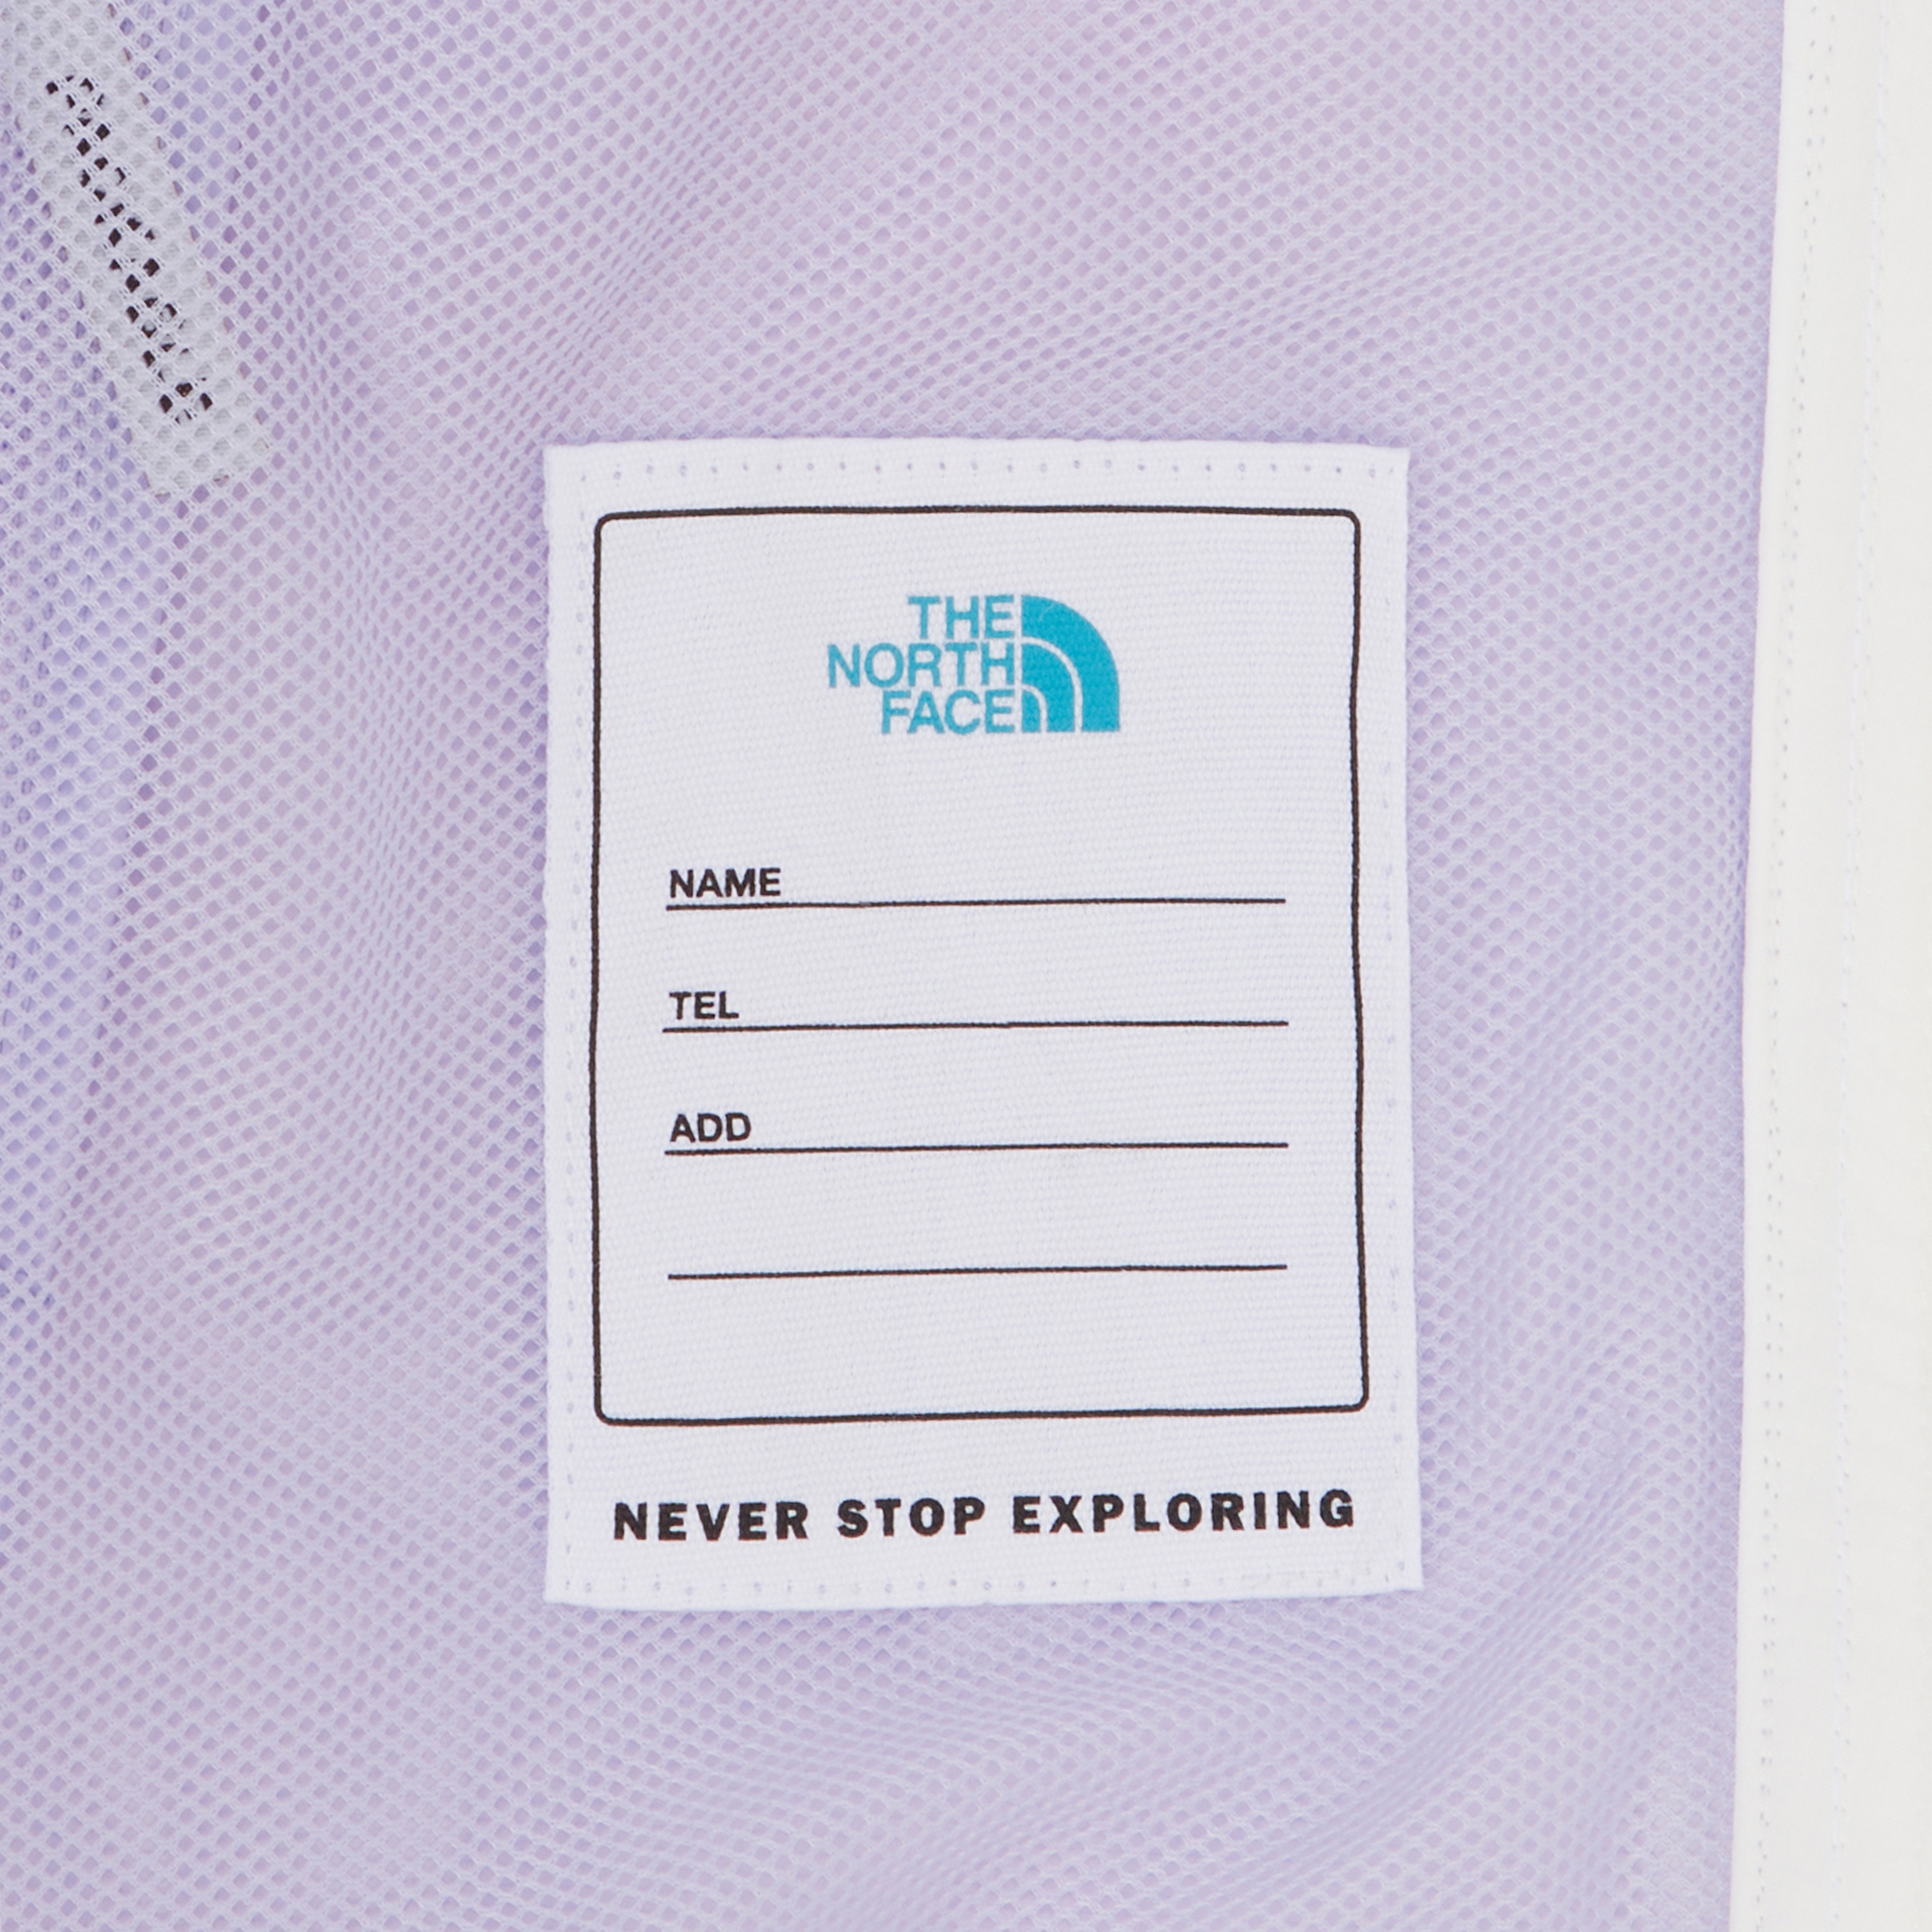 THE
NORTH
FACE
NAME
TEL
ADD
NEVER STOP EXPLORING